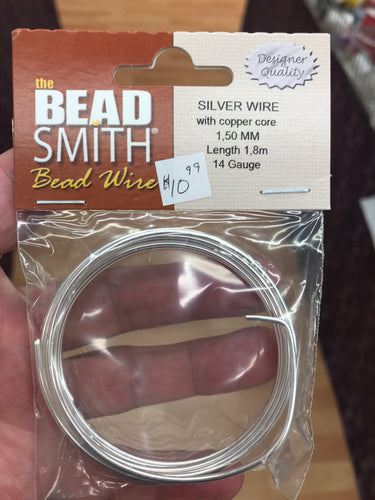 the
BEAD
SMITH®
Bead Wire
$10 99
Designer
Quality
SILVER WIRE
with copper core
1,50 MM
Length 1,8m
14 Gauge